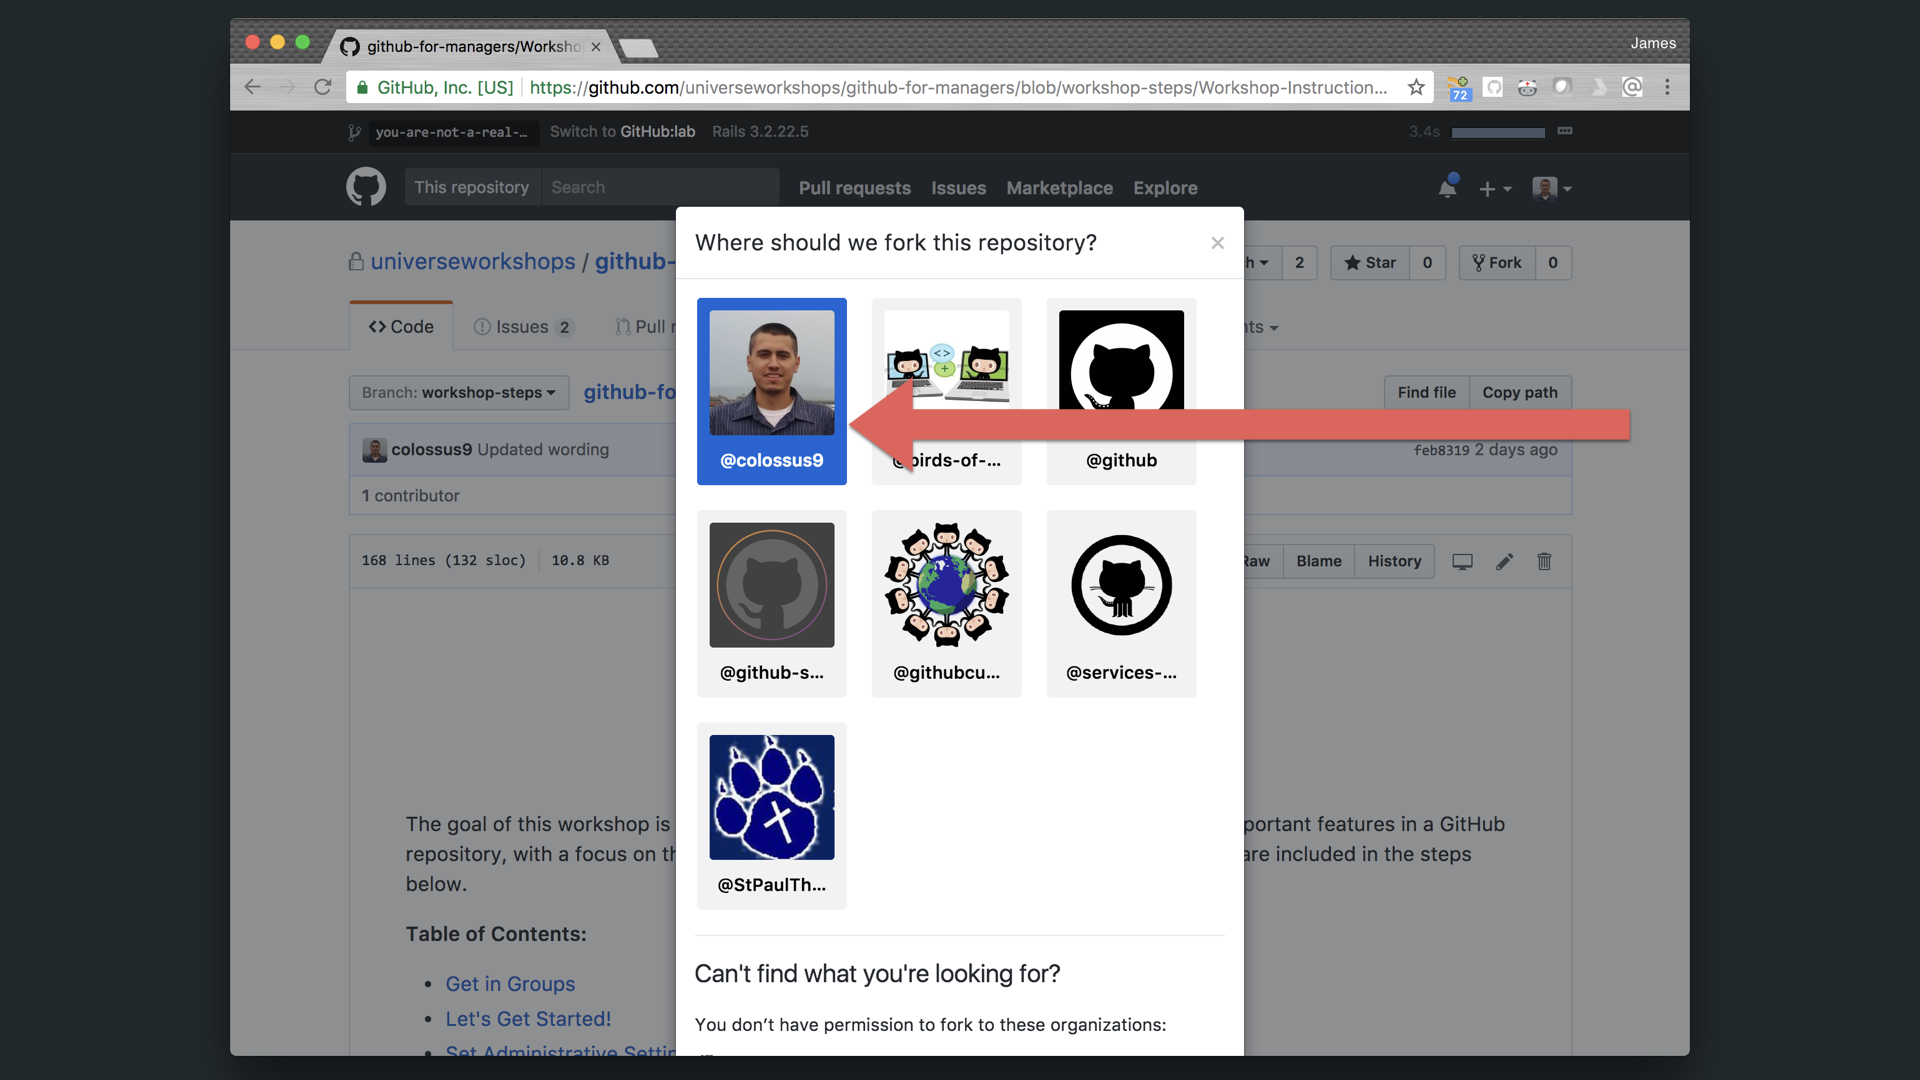 github-for-managers/Worksho
James
GitHub, Inc. [US]
https://github.com/universeworkshops/github-for-managers/blob/workshop-steps/Workshop-Instruction...
72
you-are-not-a-real-…
Switch to GitHub:lab
Rails 3.2.22.5
3.4s
This repository
Search
Pull requests
Issues
Marketplace
Explore
Where should we fork this repository?
universeworkshops / github-
h
2
Star
0
Fork
0
Code
Issues 2
Pull r
ts
Branch: workshop-steps
github-fo
Find file
Copy path
colossus9 Updated wording
feb8319 2 days ago
1 contributor
@colossus9
@birds-of-...
@github
168 lines (132 sloc)
10.8 KB
Raw
Blame
History
@github-s...
@githubcu...
@services-...
@StPaulTh...
The goal of this workshop is
portant features in a GitHub
repository, with a focus on th
are included in the steps
below.
Table of Contents:
Get in Groups
Let's Get Started!
Set Administrative Settin
Can't find what you're looking for?
You don’t have permission to fork to these organizations: